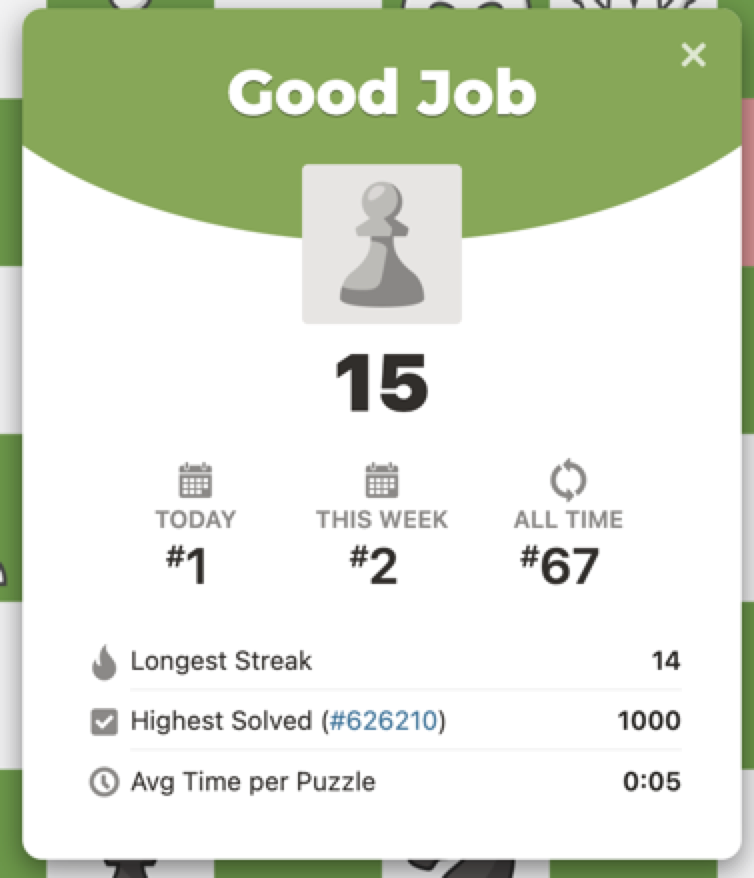 Good Job
15
TODAY THIS WEEK ALL TIME
#1 #2 #67
Longest Streak 14
Highest Solved (#626210) 1000
Avg Time per Puzzle 0:05